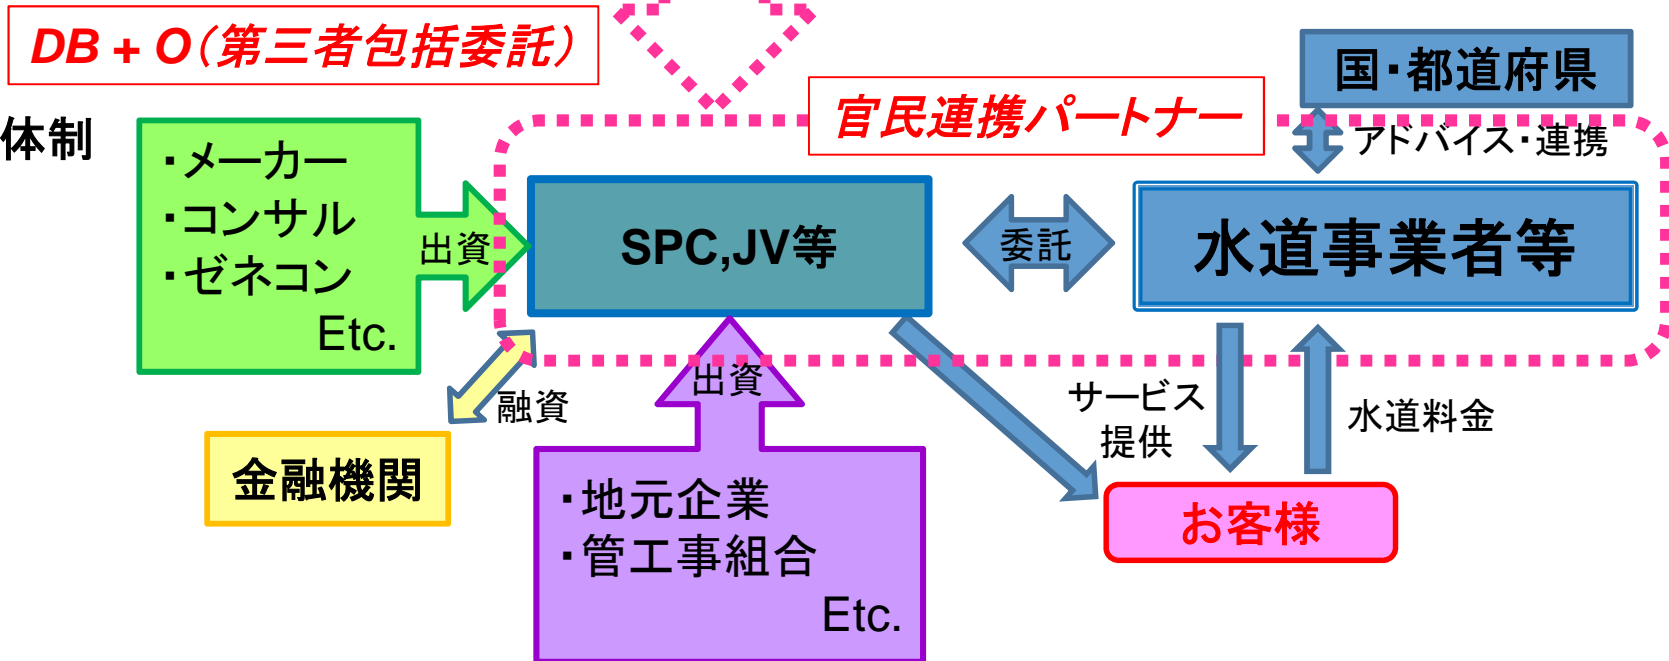 DB + O(第三者包括委託)
国・都道府県
官民連携パートナー
体制
アドバイス・連携
・メーカー
・コンサル
・ゼネコン
Etc.
出資
SPC,JV等
委託
水道事業者等
融資
出資
サービス
提供
水道料金
金融機関
・地元企業
・管工事組合
Etc.
お客様